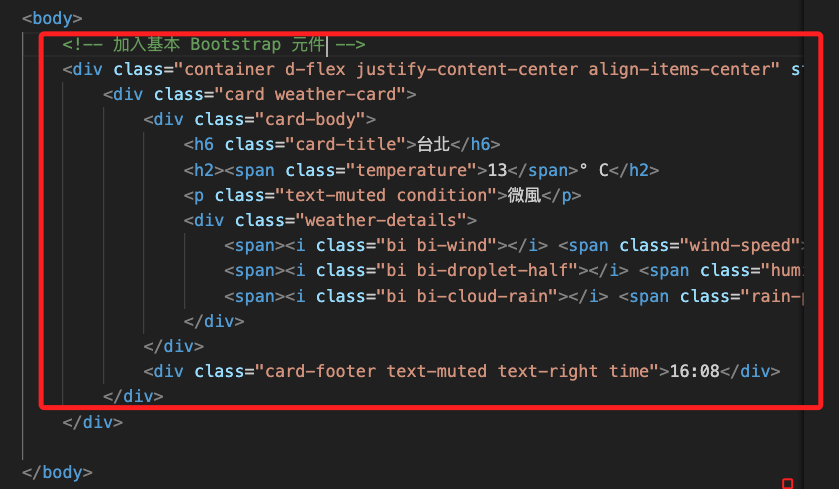 <body>
<!-- 加入基本 Bootstrap 元件 -->
<div class="container d-flex justify-content-center align-items-center" st
<div class="card weather-card">
<div class="card-body">
<h6 class="card-title">台北</h6>
<h2><span class="temperature">13</span>° C</h2>
<p class="text-muted condition">微風</p>
<div class="weather-details">
<span><i class="bi bi-wind"></i> <span class="wind-speed">
<span><i class="bi bi-droplet-half"></i> <span class="humi
<span><i class="bi bi-cloud-rain"></i> <span class="rain-p
</div>
</div>
<div class="card-footer text-muted text-right time">16:08</div>
</div>
</div>
</body>